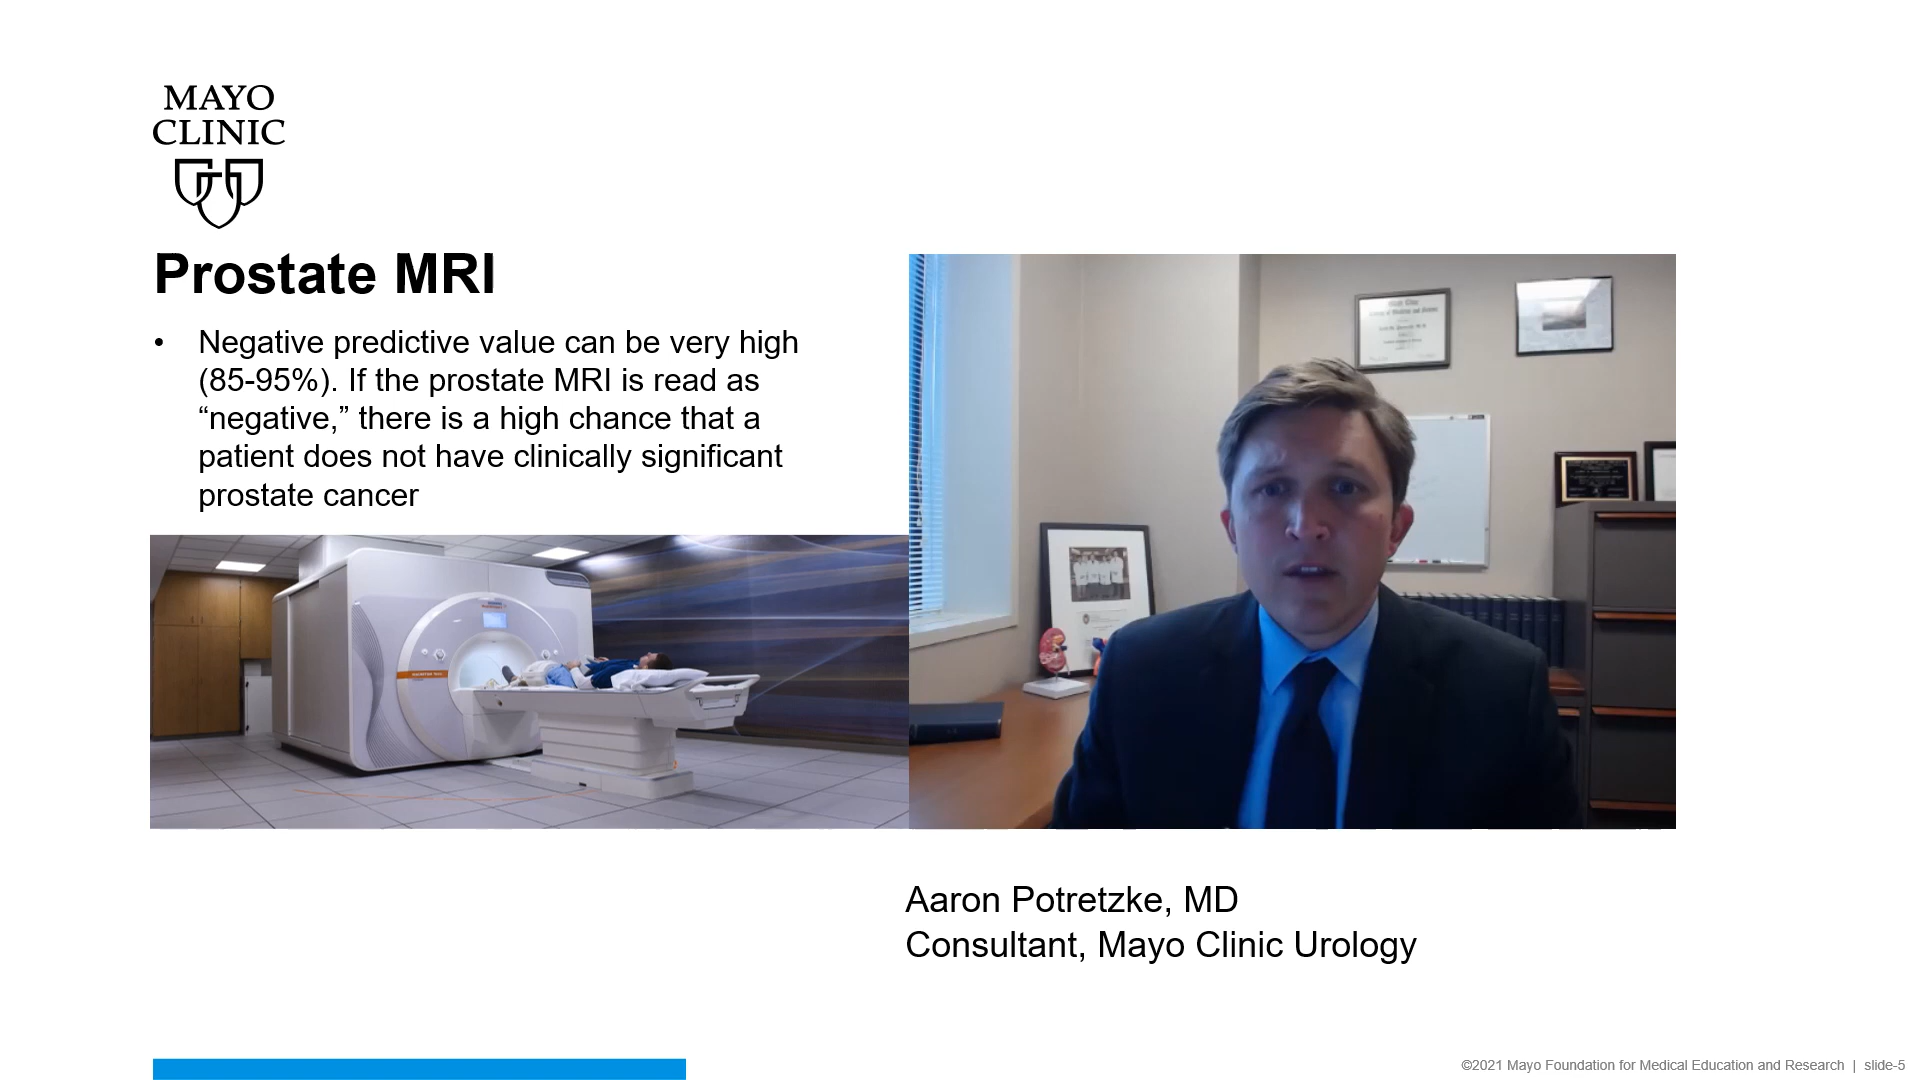 MAYO
CLINIC
Prostate MRI
• Negative predictive value can be very high
(85-95%). If the prostate MRI is read as
“negative,” there is a high chance that a
patient does not have clinically significant
prostate cancer
Aaron Potretzke, MD
Consultant, Mayo Clinic Urology
©2021 Mayo Foundation for Medical Education and Research | slide-5